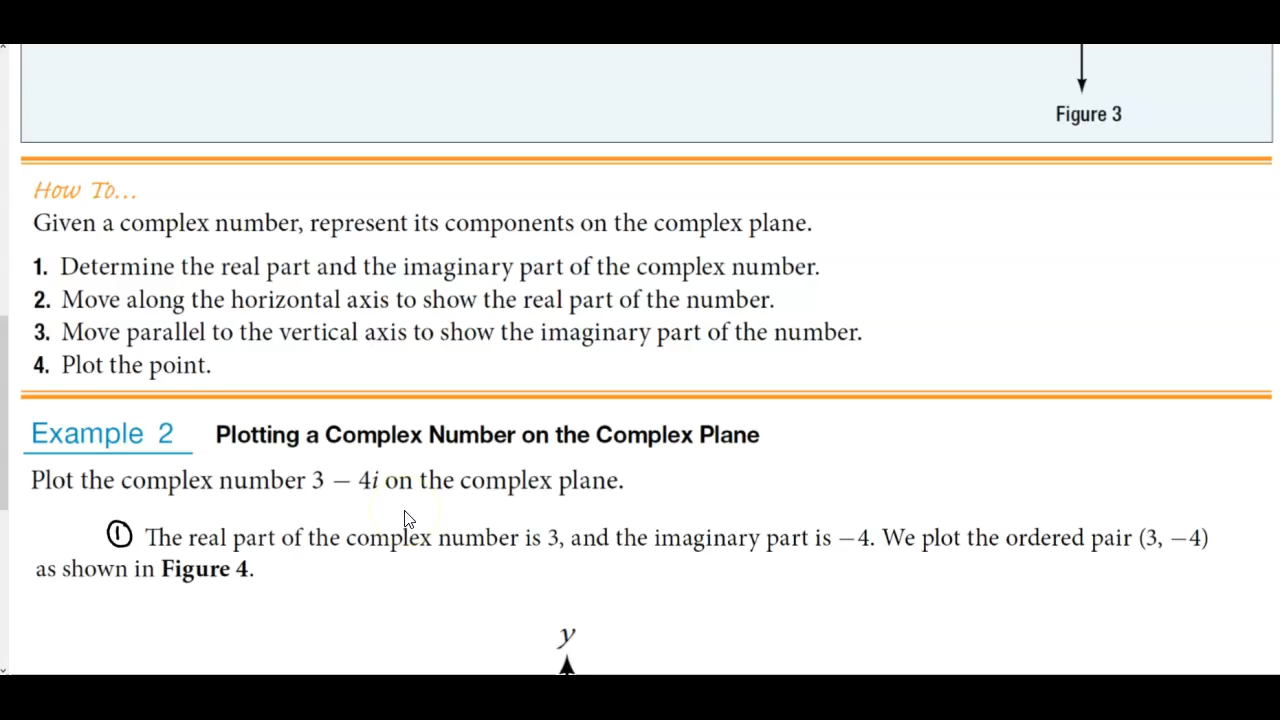 Figure 3
How To...
Given a complex number, represent its components on the complex plane.
1. Determine the real part and the imaginary part of the complex number.
2. Move along the horizontal axis to show the real part of the number.
3. Move parallel to the vertical axis to show the imaginary part of the number.
4. Plot the point.
Example 2 Plotting a Complex Number on the Complex Plane
Plot the complex number 3 − 4i on the complex plane.
① The real part of the complex number is 3, and the imaginary part is −4. We plot the ordered pair (3, −4)
as shown in Figure 4.
y